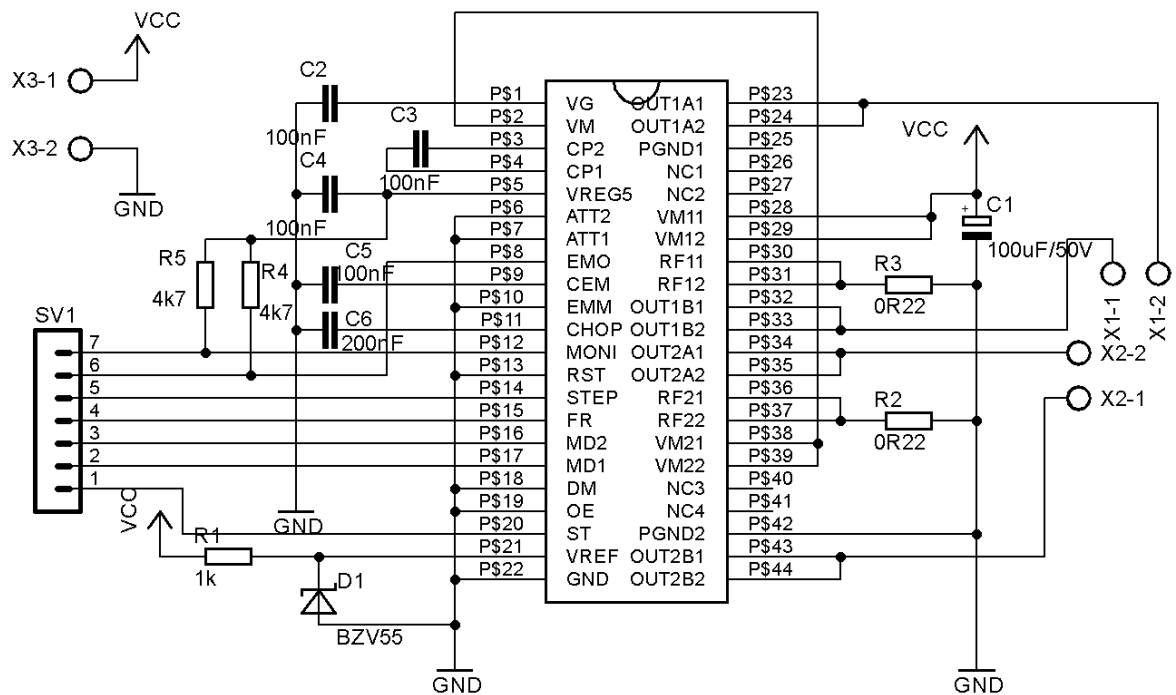 VCC
X3-1
X3-2
GND
C2
100nF
C3
100nF
C4
100nF
R5
4k7
R4
4k7
C5
100nF
C6
200nF
SV1
7
6
5
4
3
2
1
VCC
R1
1k
D1
BZV55
GND
GND
P$1 VG OUT1A1 P$23
P$2 VM OUT1A2 P$24
P$3 CP2 PGND1 P$25
P$4 CP1 NC1 P$26
P$5 VREG5 NC2 P$27
P$6 ATT2 VM11 P$28
P$7 ATT1 VM12 P$29
P$8 EMO RF11 P$30
P$9 CEM RF12 P$31
P$10 EMM OUT1B1 P$32
P$11 CHOP OUT1B2 P$33
P$12 MONI OUT2A1 P$34
P$13 RST OUT2A2 P$35
P$14 STEP RF21 P$36
P$15 FR RF22 P$37
P$16 MD2 VM21 P$38
P$17 MD1 VM22 P$39
P$18 DM NC3 P$40
P$19 OE NC4 P$41
P$20 ST PGND2 P$42
P$21 VREF OUT2B1 P$43
P$22 GND OUT2B2 P$44
VCC
+
C1
100uF/50V
R3
0R22
R2
0R22
X1-1
X1-2
X2-2
X2-1
GND